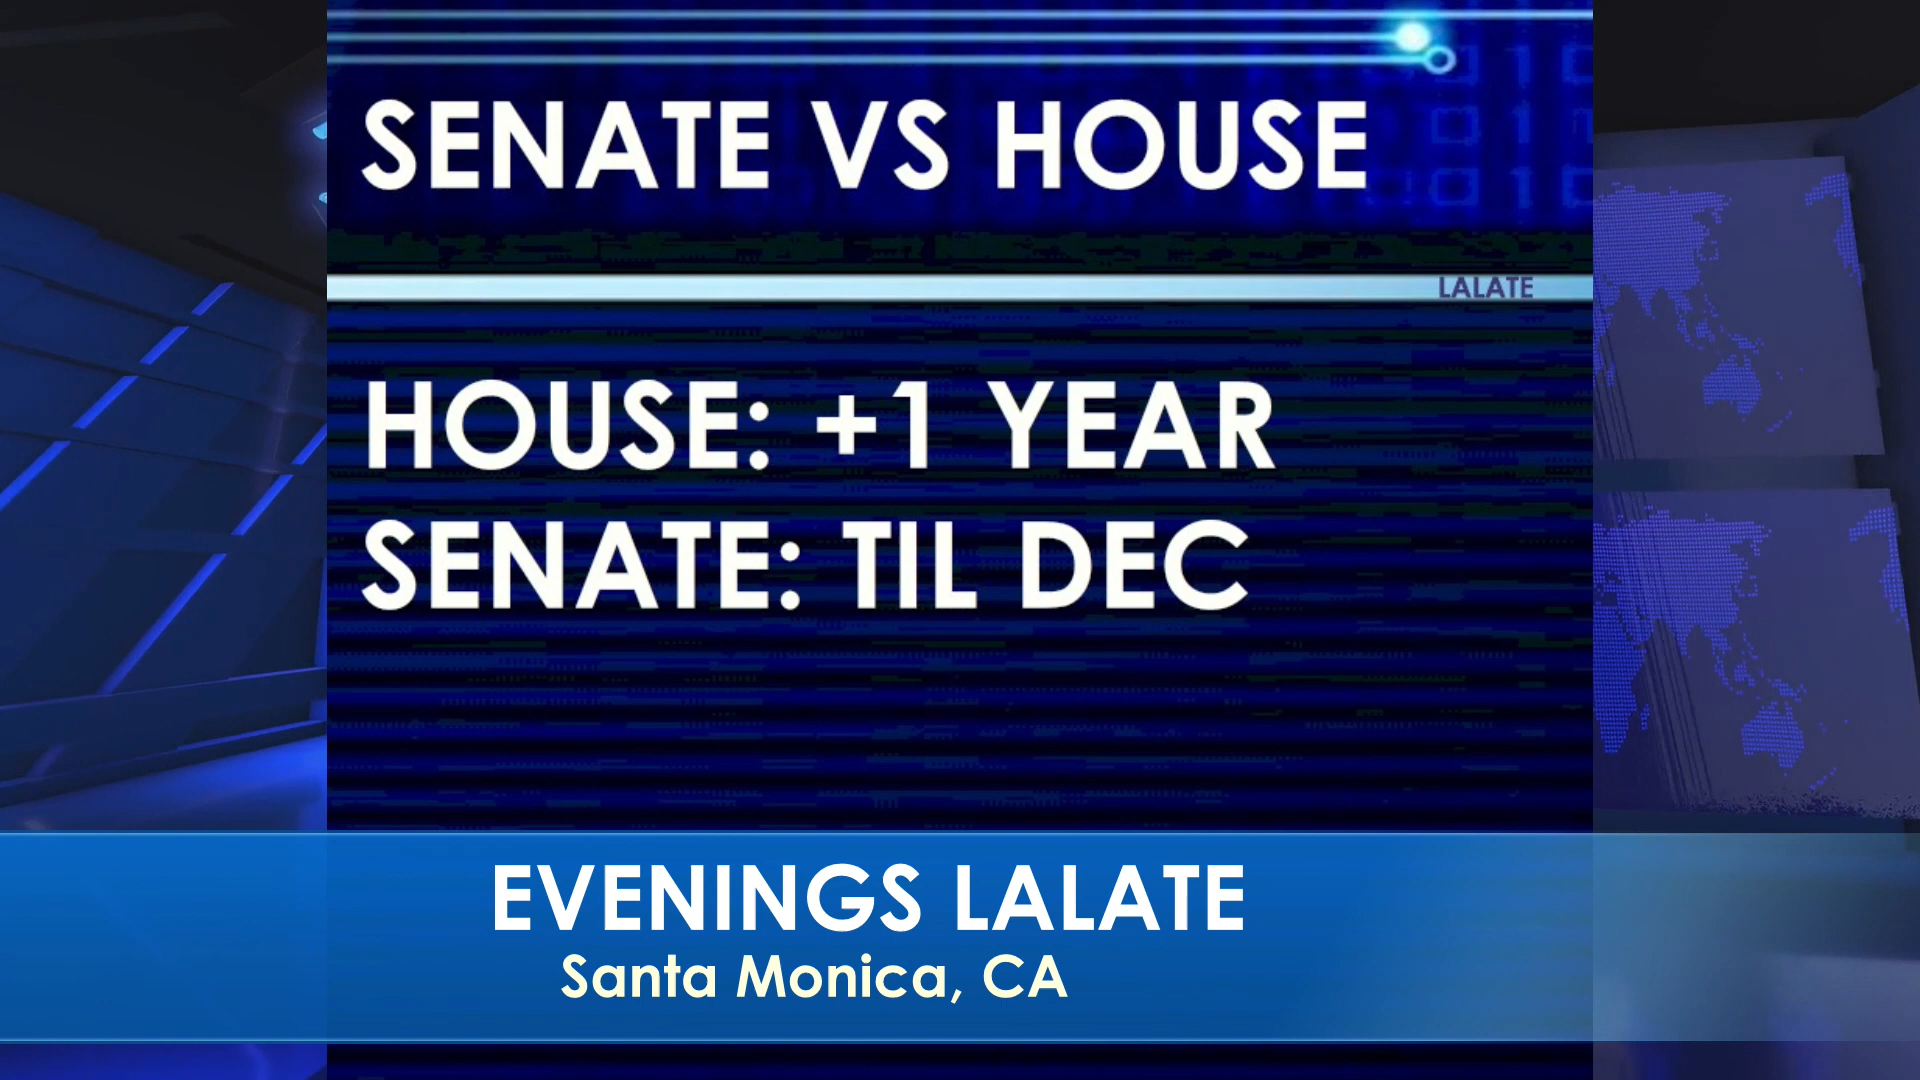 SENATE VS HOUSE
LALATE
HOUSE: +1 YEAR
SENATE: TIL DEC
EVENINGS LALATE
Santa Monica, CA